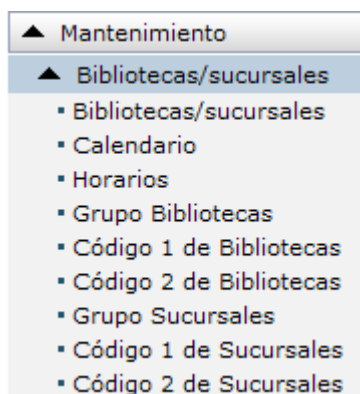 Mantenimiento
Bibliotecas/sucursales
Bibliotecas/sucursales
Calendario
Horarios
Grupo Bibliotecas
Código 1 de Bibliotecas
Código 2 de Bibliotecas
Grupo Sucursales
Código 1 de Sucursales
Código 2 de Sucursales